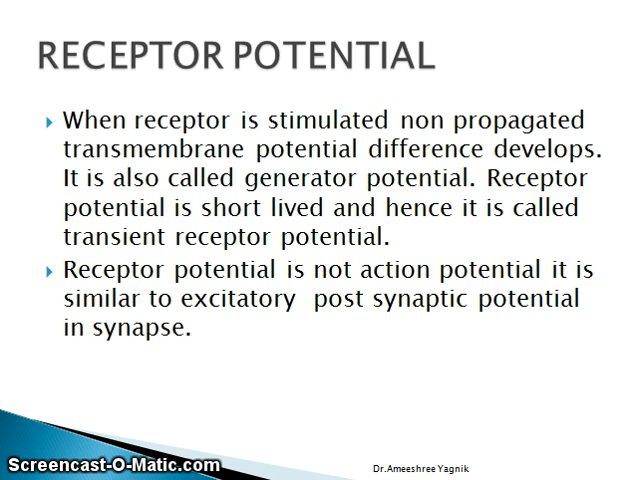 RECEPTOR POTENTIAL
When receptor is stimulated non propagated
transmembrane potential difference develops.
It is also called generator potential. Receptor
potential is short lived and hence it is called
transient receptor potential.
Receptor potential is not action potential it is
similar to excitatory post synaptic potential
in synapse.
Screencast-O-Matic.com
Dr.Ameeshree Yagnik